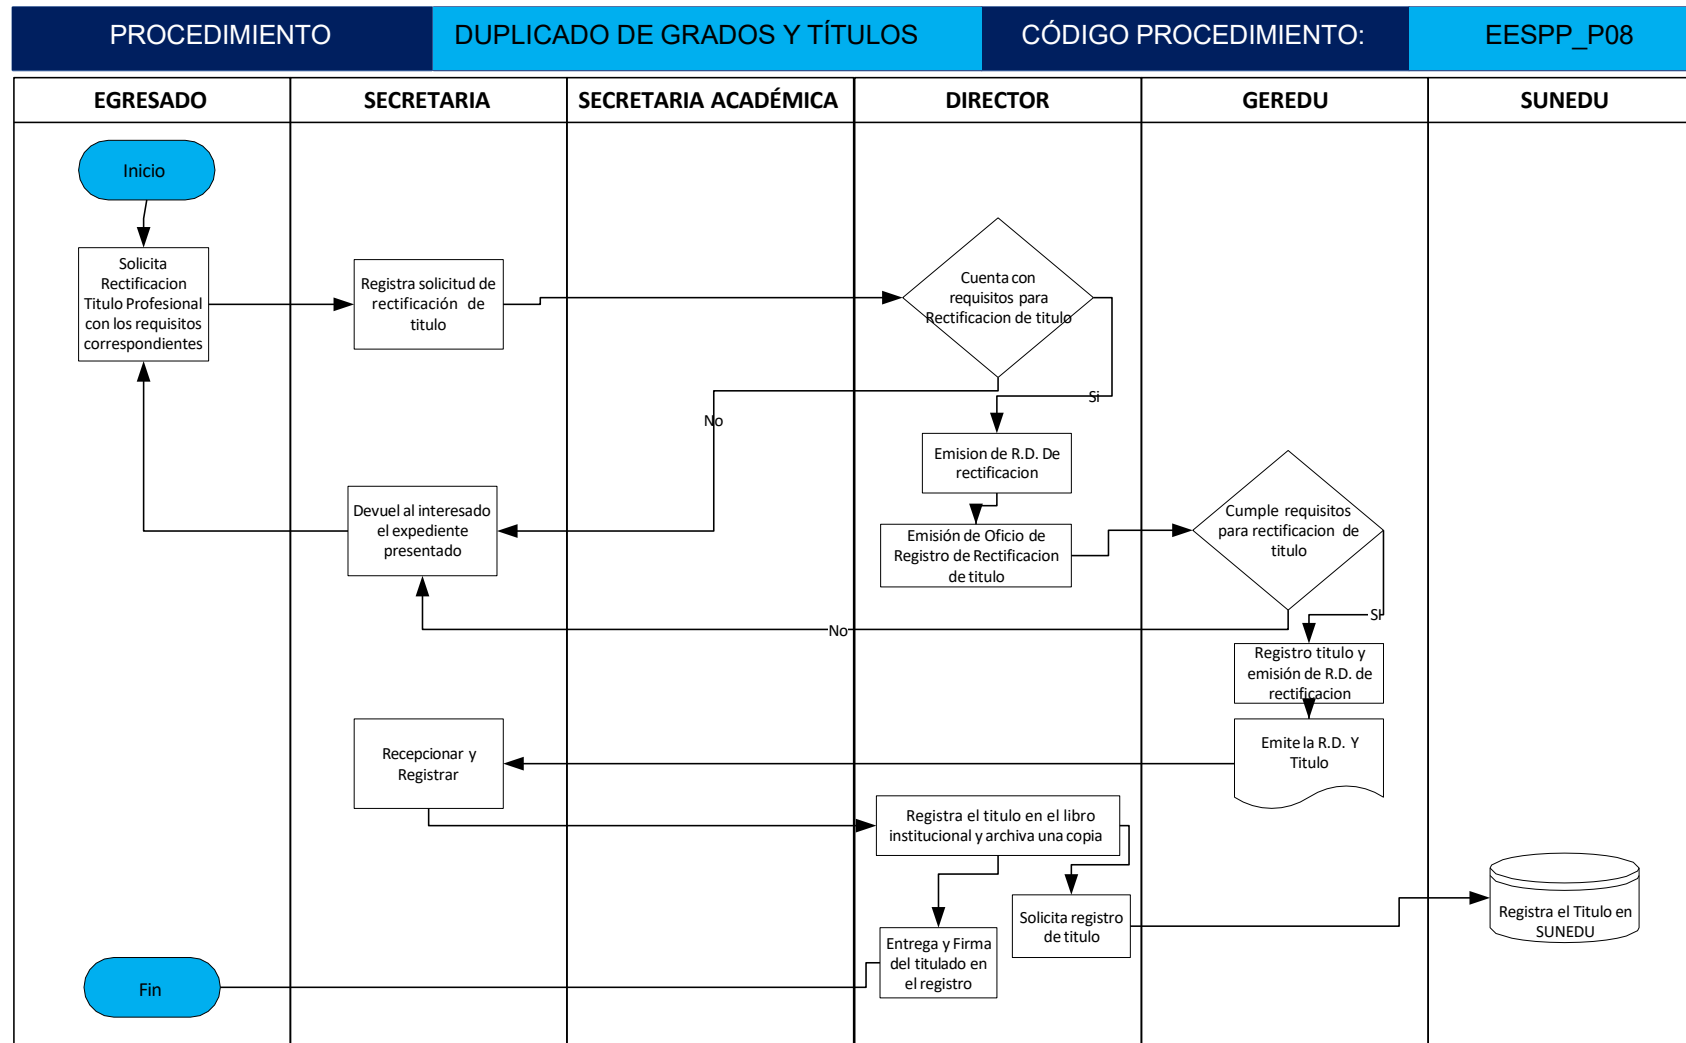 PROCEDIMIENTO
DUPLICADO DE GRADOS Y TÍTULOS
CÓDIGO PROCEDIMIENTO:
EESPP_P08
EGRESADO
SECRETARIA
SECRETARIA ACADÉMICA
DIRECTOR
GEREDU
SUNEDU
Inicio
Solicita
Rectificacion
Titulo Profesional
con los requisitos
correspondientes
Registra solicitud de
rectificación de
titulo
Cuenta con
requisitos para
Rectificacion de titulo
Si
No
Emision de R.D. De
rectificacion
Devuel al interesado
el expediente
presentado
Emisión de Oficio de
Registro de Rectificacion
de titulo
Cumple requisitos
para rectificacion de
titulo
SI
No
Registro titulo y
emisión de R.D. de
rectificacion
Recepcionar y
Registrar
Emite la R.D. Y
Titulo
Registra el titulo en el libro
institucional y archiva una copia
Solicita registro
de titulo
Registra el Titulo en
SUNEDU
Entrega y Firma
del titulado en
el registro
Fin